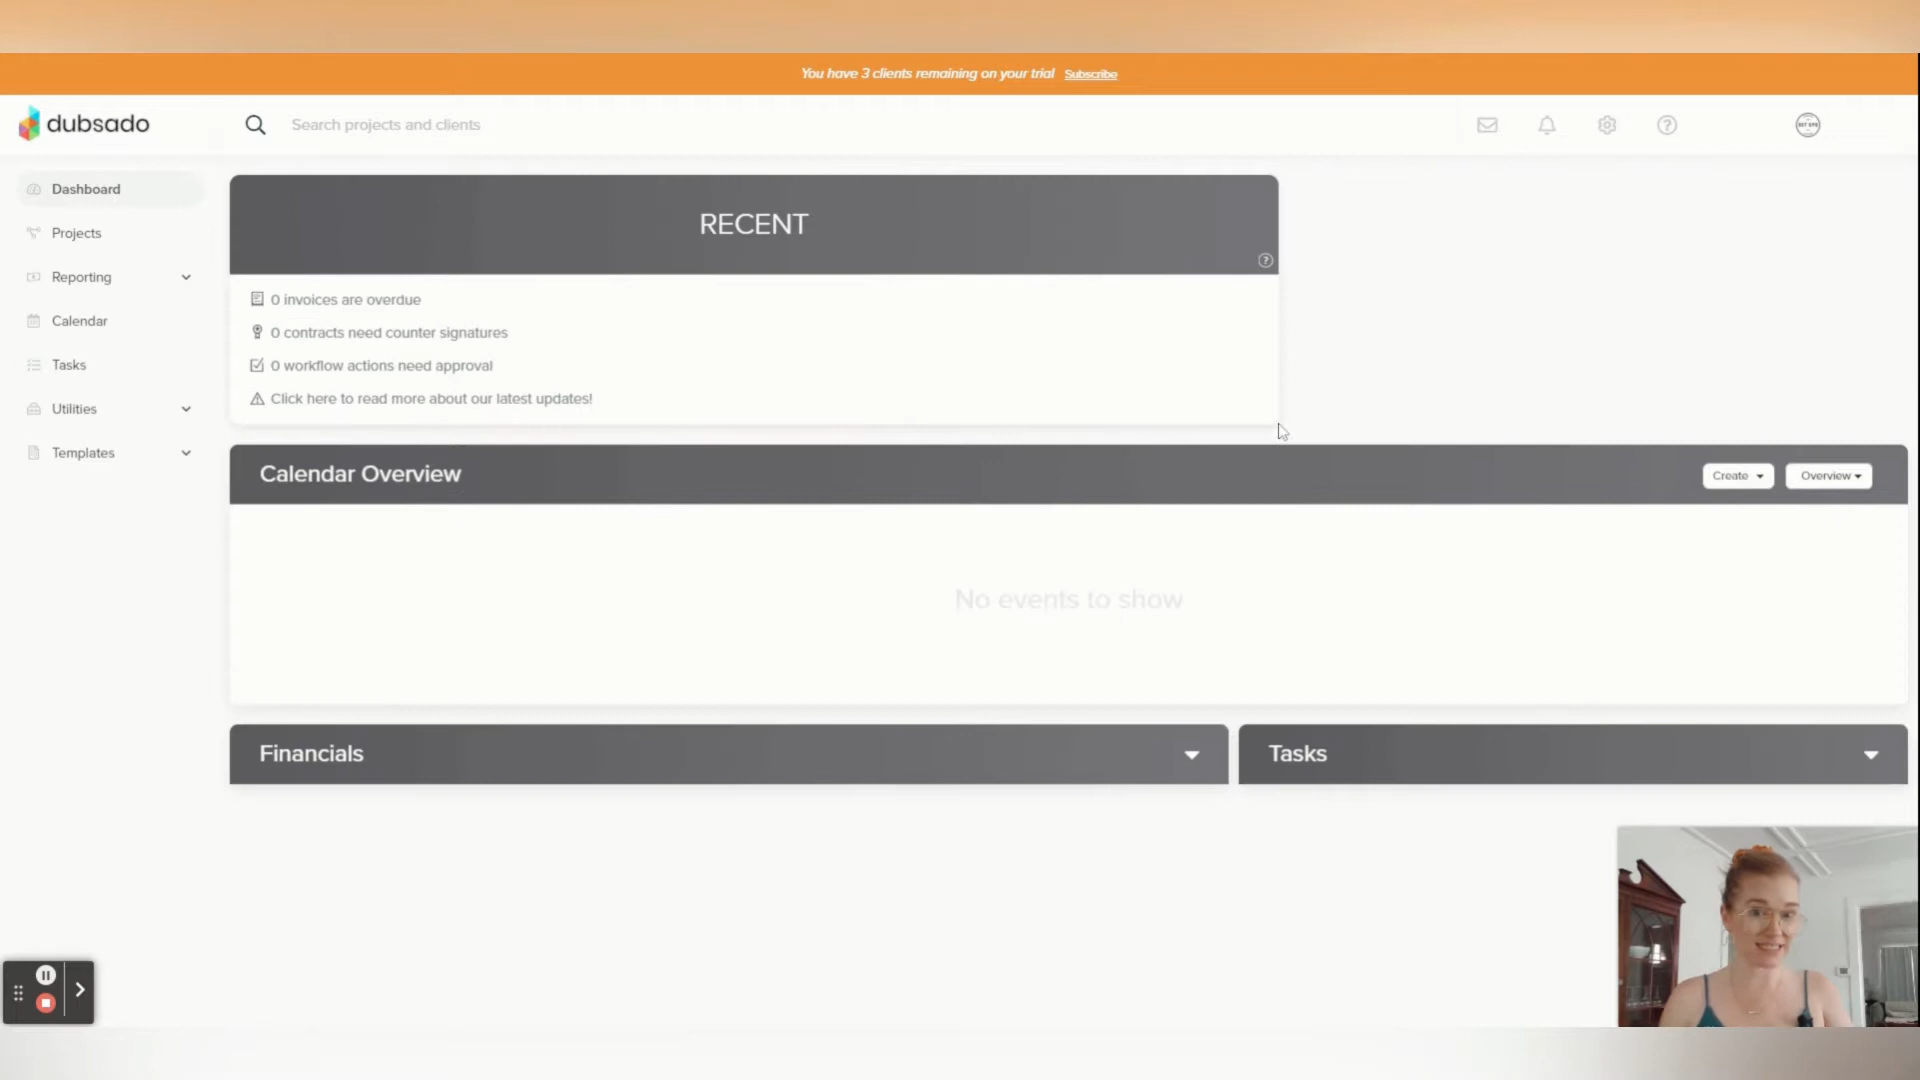 You have 3 clients remaining on your trial Subscribe
dubsado
Search projects and clients
Dashboard
Projects
Reporting
Calendar
Tasks
Utilities
Templates
RECENT
0 invoices are overdue
0 contracts need counter signatures
0 workflow actions need approval
Click here to read more about our latest updates!
Calendar Overview
Create
Overview
No events to show
Financials
Tasks